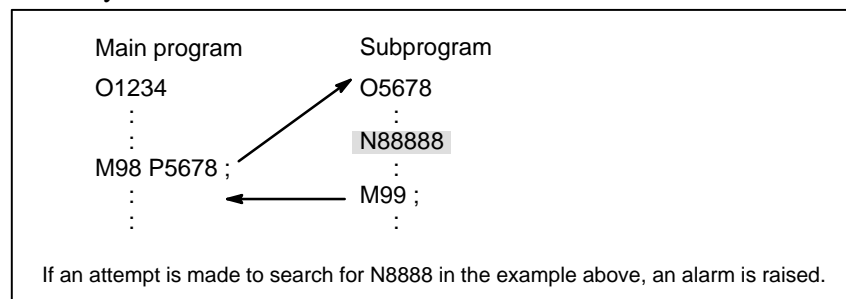 Main program Subprogram
O1234 O5678
: :
: N88888
M98 P5678 ; :
: M99 ;
: :
If an attempt is made to search for N8888 in the example above, an alarm is raised.